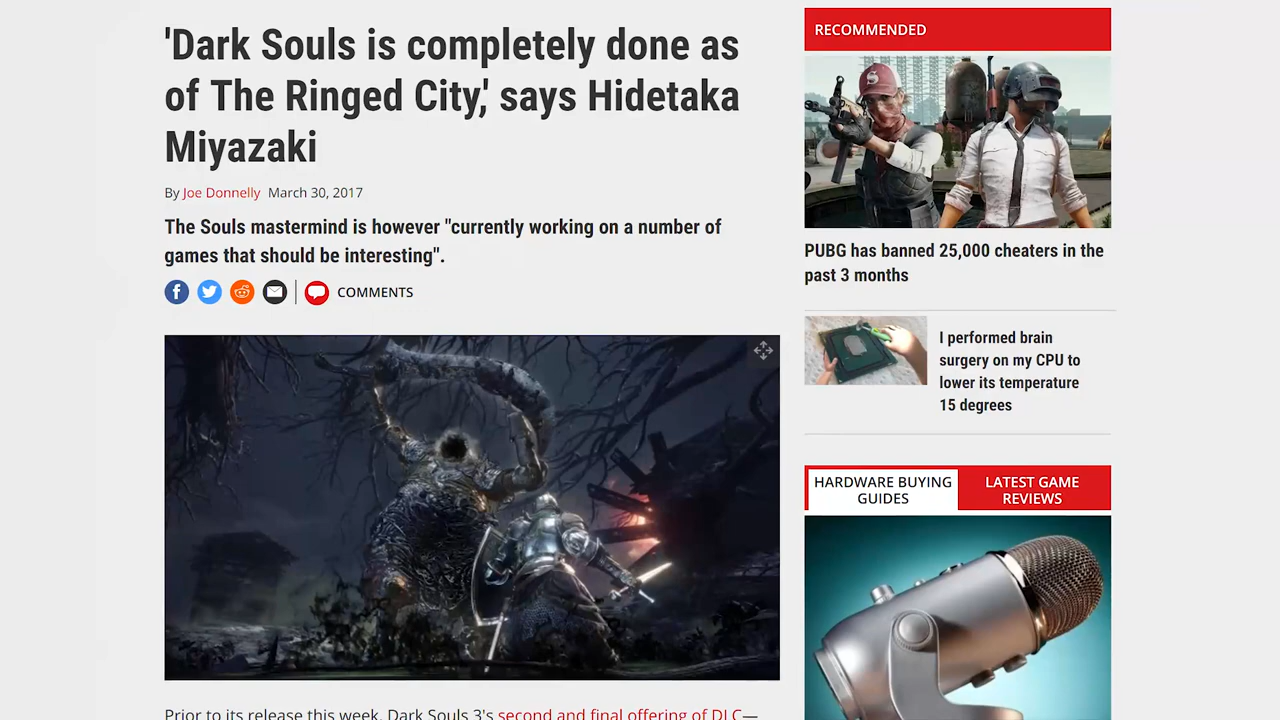 'Dark Souls is completely done as
of The Ringed City,' says Hidetaka
Miyazaki
By Joe Donnelly March 30, 2017
The Souls mastermind is however "currently working on a number of
games that should be interesting".
COMMENTS
Prior to its release this week, Dark Souls 3's second and final offering of DLC—
RECOMMENDED
PUBG has banned 25,000 cheaters in the
past 3 months
I performed brain
surgery on my CPU to
lower its temperature
15 degrees
HARDWARE BUYING
GUIDES
LATEST GAME
REVIEWS